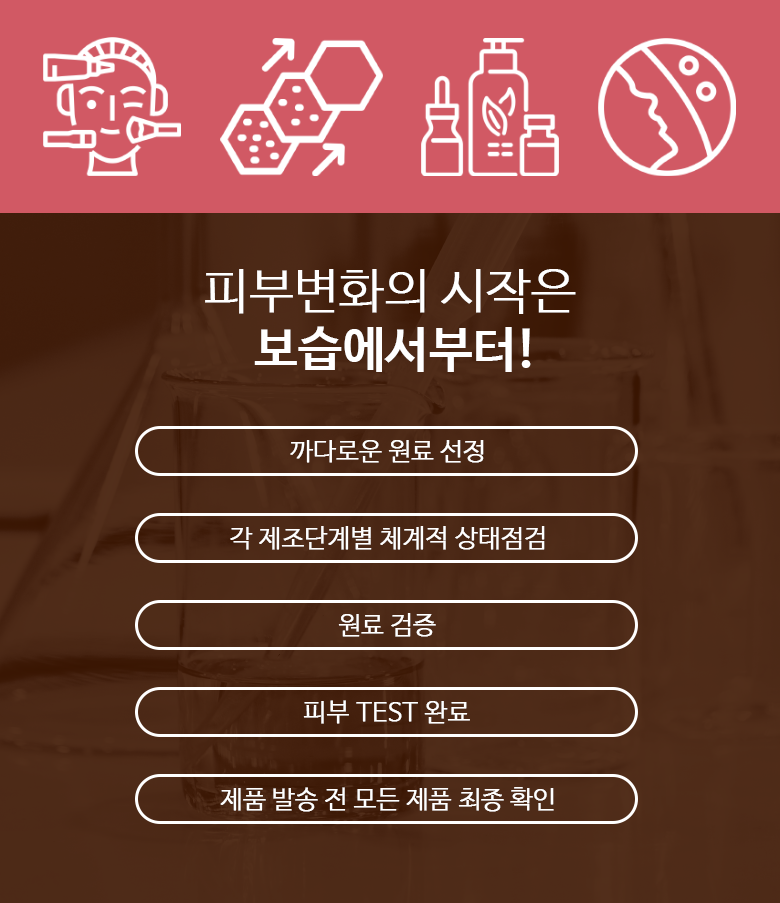 피부변화의 시작은
보습에서부터!
까다로운 원료 선정
각 제조단계별 체계적 상태점검
원료 검증
피부 TEST 완료
제품 발송 전 모든 제품 최종 확인